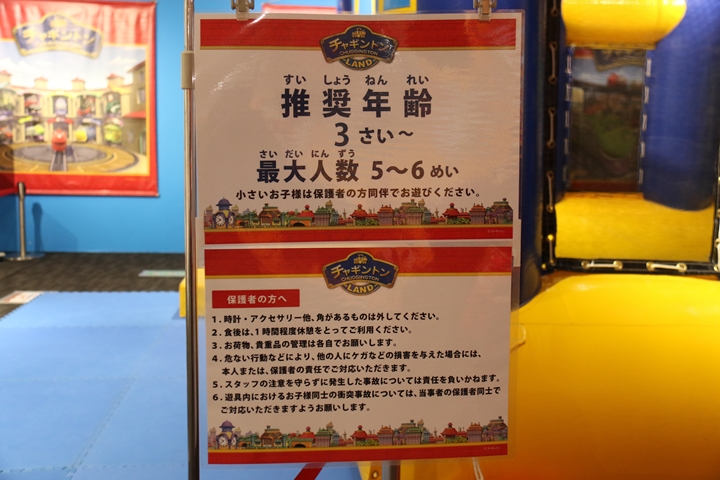 チャギントン
CHUGGINGTON
LAND
すい しょう ねん れい
推奨年齢
3さい～
さい だい にん ずう
最大人数 5～6めい
小さいお子様は保護者の方同伴でお遊びください。
チャギントン
CHUGGINGTON
LAND
保護者の方へ
1．時計・アクセサリー他、角があるものは外してください。
2．食後は、1時間程度休憩をとってご利用ください。
3．お荷物、貴重品の管理は各自でお願いします。
4．危ない行動などにより、他の人にケガなどの損害を与えた場合には、
本人または、保護者の責任でご対応いただきます。
5．スタッフの注意を守らずに発生した事故については責任を負いかねます。
6．遊具内におけるお子様同士の衝突事故については、当事者の保護者同士で
ご対応いただきますようお願いします。
チャギントン
LAND